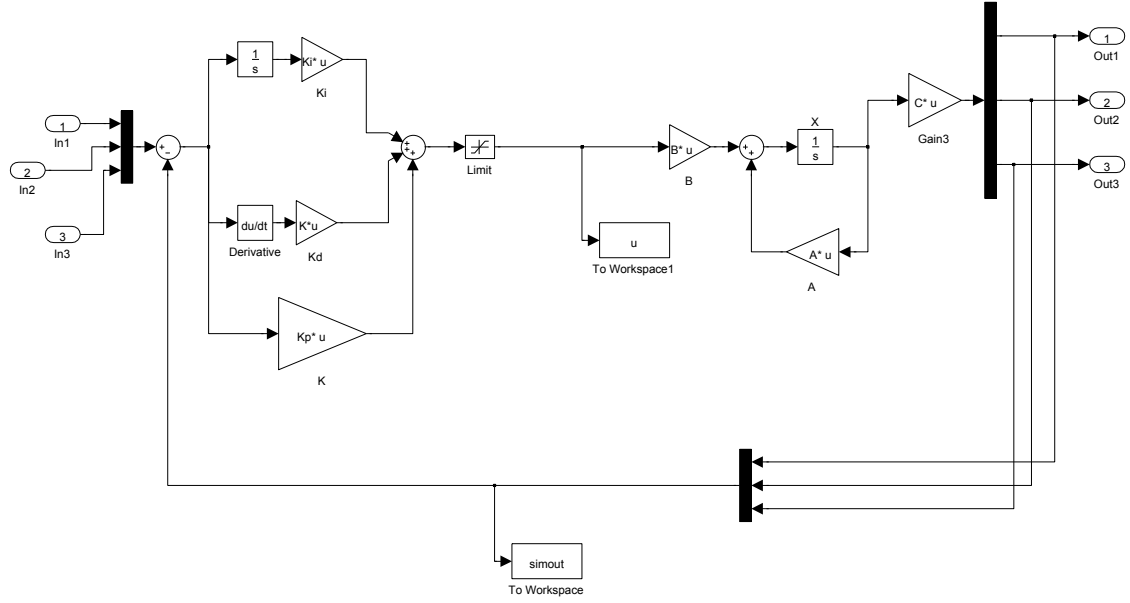 1
s
Ki* u
Ki
1
In1
2
In2
3
In3
+
−
du/dt
Derivative
K*u
Kd
Kp* u
K
+
+
+
Limit
u
To Workspace1
B* u
B
+
+
X
1
s
A* u
A
C* u
Gain3
1
Out1
2
Out2
3
Out3
simout
To Workspace